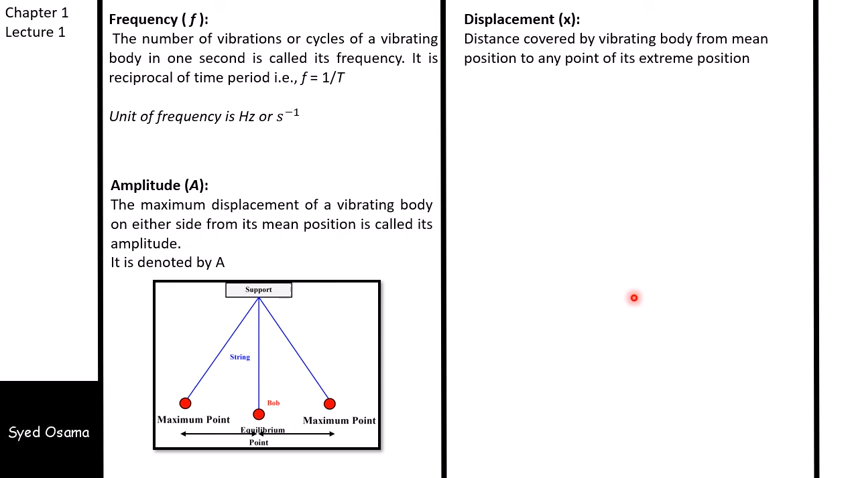 Chapter 1
Lecture 1
Syed Osama
Frequency (f):
The number of vibrations or cycles of a vibrating
body in one second is called its frequency. It is
reciprocal of time period i.e., f = 1/T
Unit of frequency is Hz or s⁻¹
Amplitude (A):
The maximum displacement of a vibrating body
on either side from its mean position is called its
amplitude.
It is denoted by A
Support
String
Bob
Maximum Point
Maximum Point
Equilibrium
Point
Displacement (x):
Distance covered by vibrating body from mean
position to any point of its extreme position